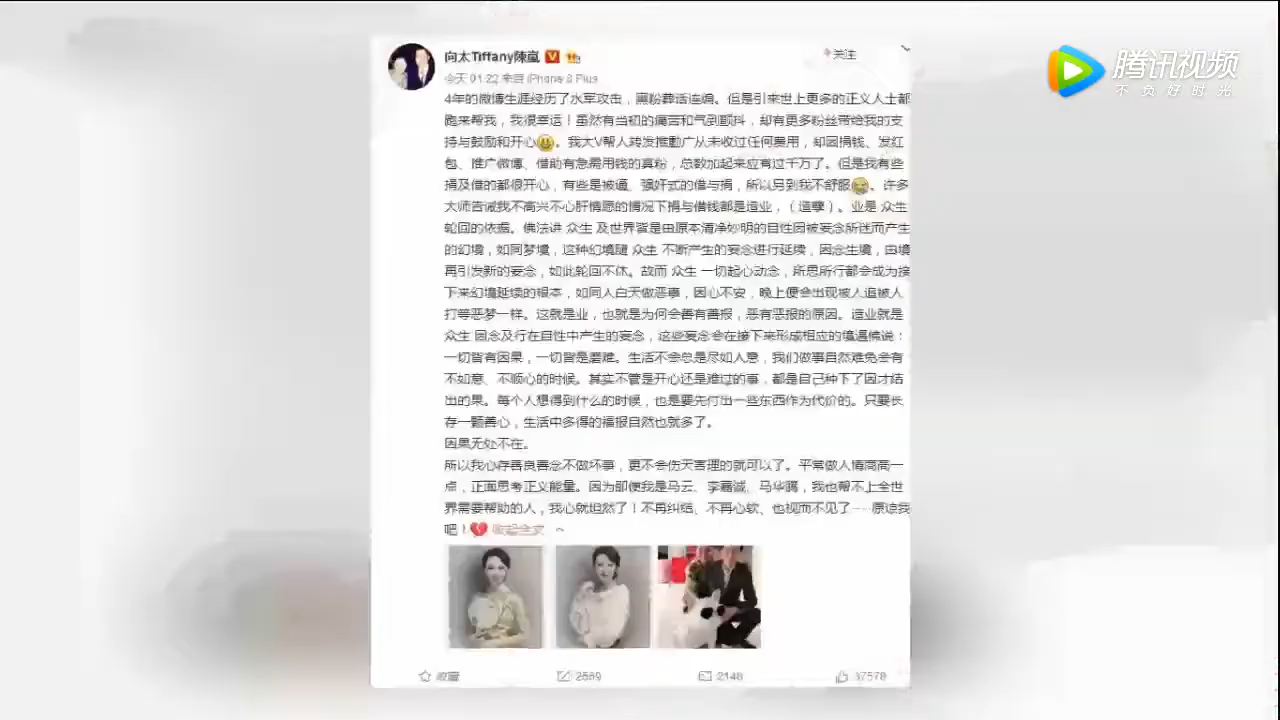 向太Tiffany陳嵐
关注
腾讯视频
不负好时光
今天 01:22 来自 iPhone 8 Plus
4年的微博生涯经历了水军攻击，黑粉莽话连编。但是引来世上更多的正义人士都
跑来帮我，我很幸运！虽然有当初的痛苦和气到颤抖，却有更多粉丝带给我的支
持与鼓励和开心😃。我太V帮人转发推動广从未收过任何费用，却因捐钱、发红
包、推广微博、借助有急需用钱的真粉，总数加起来应有过千万了。但是我有些
捐及借的都很开心，有些是被逼、强奸式的借与捐，所以另到我不舒服😂。许多
大师告诫我不高兴不心肝情愿的情况下捐与借钱都是造业，（造孽）。业是 众生
轮回的依据。佛法讲 众生 及世界皆是由原本清净妙明的自性因被妄念所迷而产生
的幻境，如同梦境，这种幻境随 众生 不断产生的妄念进行延续，因念生境，由境
再引发新的妄念，如此轮回不休。故而 众生 一切起心动念，所思所行都会成为接
下来幻境延续的根本，如同人白天做恶事，因心不安，晚上便会出现被人追被人
打等恶梦一样。这就是业，也就是为何会善有善报，恶有恶报的原因。造业就是
众生 因念及行在自性中产生的妄念，这些妄念会在接下来形成相应的境遇佛说：
一切皆有因果，一切皆是磨难。生活不会总是尽如人意，我们做事自然难免会有
不如意、不顺心的时候。其实不管是开心还是难过的事，都是自己种下了因才结
出的果。每个人想得到什么的时候，也是要先付出一些东西作为代价的。只要长
存一颗善心，生活中多得的福报自然也就多了。
因果无处不在。
所以我心存善良善念不做坏事，更不会伤天害理的就可以了。平常做人情商高一
点，正面思考正义能量。因为即使我是马云、李嘉诚、马华腾，我也帮不上全世
界需要帮助的人，我心就坦然了！不再纠结、不再心软、也视而不见了……原谅我
吧！💔 收起全文 ^
收藏
2569
2148
37578